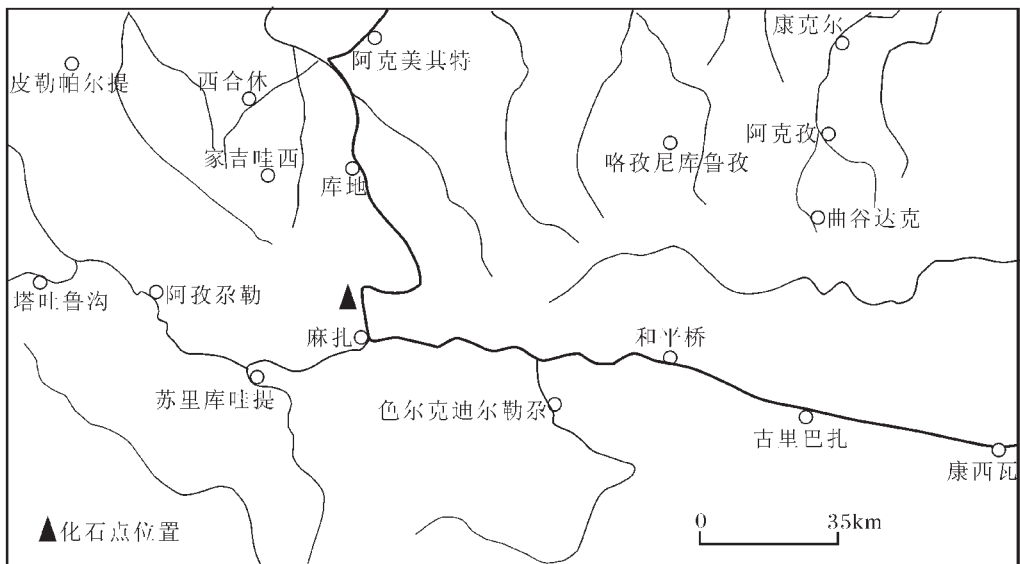 康克尔
阿克美其特
皮勒帕尔提
西合休
阿克孜
家吉哇西
咯孜尼库鲁孜
库地
曲谷达克
塔吐鲁沟
阿孜尕勒
麻扎
和平桥
苏里库哇提
色尔克迪尔勒尕
古里巴扎
康西瓦
化石点位置
0 35km